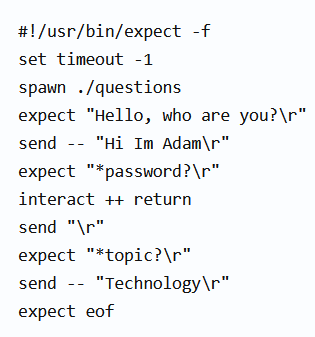 #!/usr/bin/expect -f
set timeout -1
spawn ./questions
expect "Hello, who are you?\r"
send -- "Hi Im Adam\r"
expect "*password?\r"
interact ++ return
send "\r"
expect "*topic?\r"
send -- "Technology\r"
expect eof